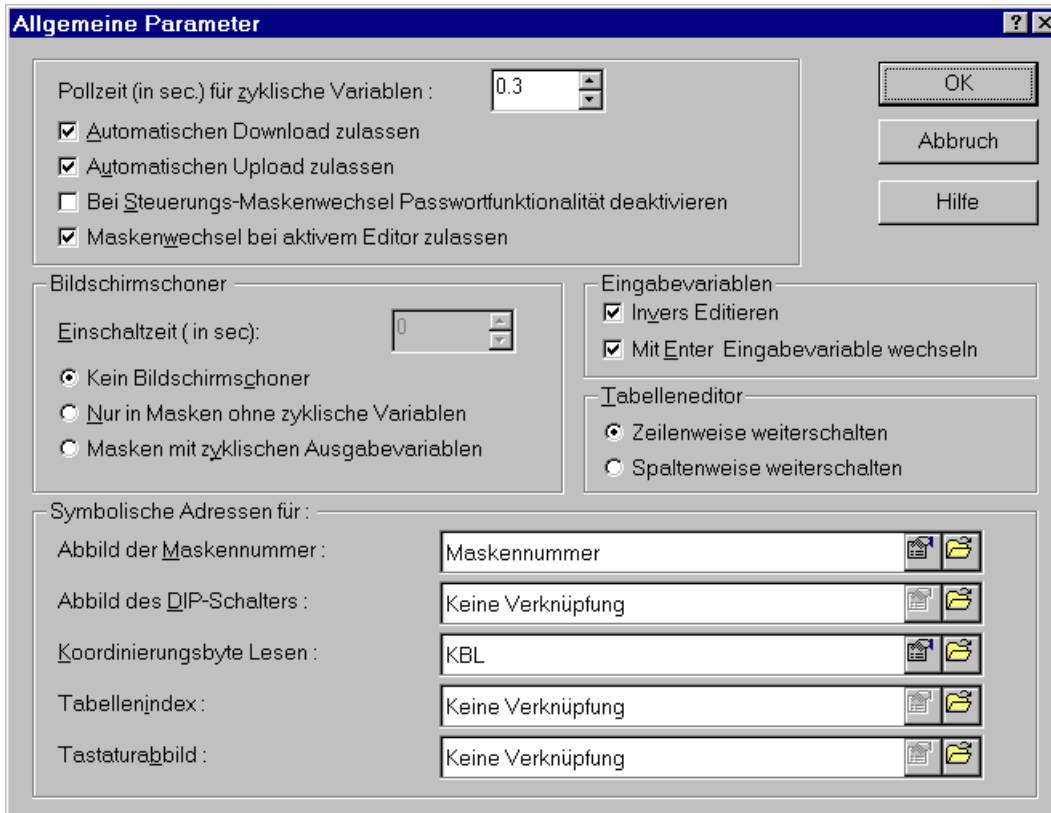 Allgemeine Parameter
Pollzeit (in sec.) für zyklische Variablen : 0.3
OK
Automatischen Download zulassen
Abbruch
Automatischen Upload zulassen
Bei Steuerungs-Maskenwechsel Passwortfunktionalität deaktivieren
Hilfe
Maskenwechsel bei aktivem Editor zulassen
Bildschirmschoner
Einschaltzeit ( in sec): 0
Kein Bildschirmschoner
Nur in Masken ohne zyklische Variablen
Masken mit zyklischen Ausgabevariablen
Eingabevariablen
Invers Editieren
Mit Enter Eingabevariable wechseln
Tabelleneditor
Zeilenweise weiterschalten
Spaltenweise weiterschalten
Symbolische Adressen für :
Abbild der Maskennummer : Maskennummer
Abbild des DIP-Schalters : Keine Verknüpfung
Koordinierungsbyte Lesen : KBL
Tabellenindex : Keine Verknüpfung
Tastaturabbild : Keine Verknüpfung